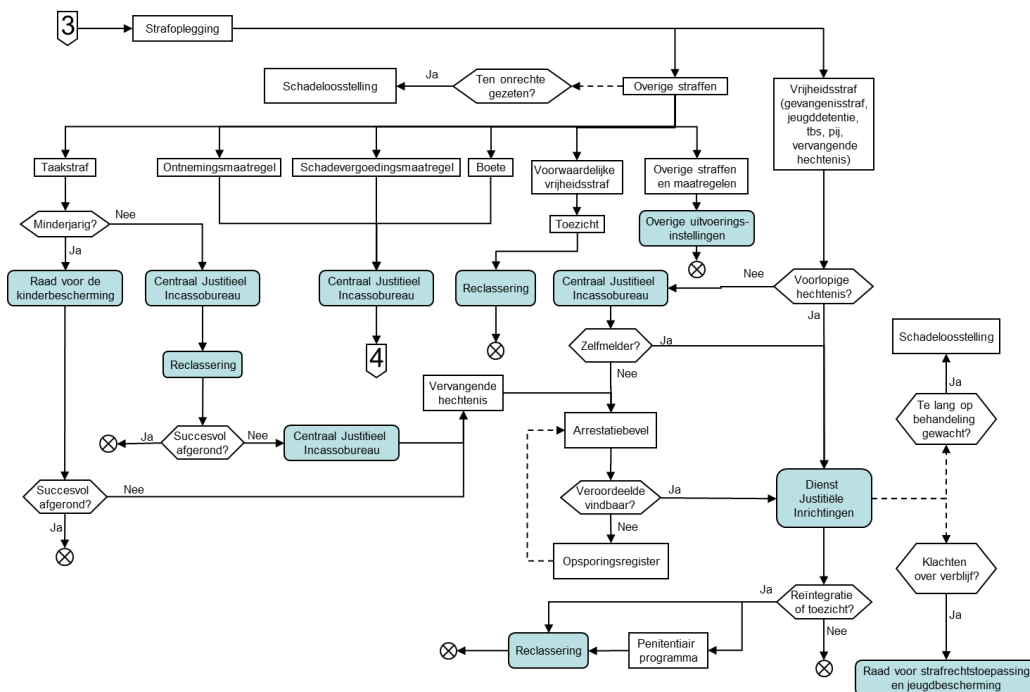 3
Strafoplegging
Schadeloosstelling
Ja
Ten onrechte
gezeten?
Overige straffen
Vrijheidsstraf
(gevangenisstraf,
jeugddetentie,
tbs, pij,
vervangende
hechtenis)
Taakstraf
Ontnemingsmaatregel
Schadevergoedingsmaatregel
Boete
Voorwaardelijke
vrijheidsstraf
Overige straffen
en maatregelen
Minderjarig?
Nee
Ja
Toezicht
Overige uitvoerings-
instellingen
Raad voor de
kinderbescherming
Centraal Justitieel
Incassobureau
Centraal Justitieel
Incassobureau
Reclassering
Centraal Justitieel
Incassobureau
Nee
Voorlopige
hechtenis?
Ja
Zelfmelder?
Ja
Nee
Schadeloosstelling
4
Reclassering
Vervangende
hechtenis
Ja
Te lang op
behandeling
gewacht?
Ja
Succesvol
afgerond?
Nee
Centraal Justitieel
Incassobureau
Arrestatiebevel
Succesvol
afgerond?
Nee
Ja
Veroordeelde
vindbaar?
Ja
Nee
Dienst
Justitiële
Inrichtingen
Opsporingsregister
Klachten
over verblijf?
Ja
Ja
Reïntegratie
of toezicht?
Nee
Reclassering
Penitentiair
programma
Raad voor strafrechtstoepassing
en jeugdbescherming